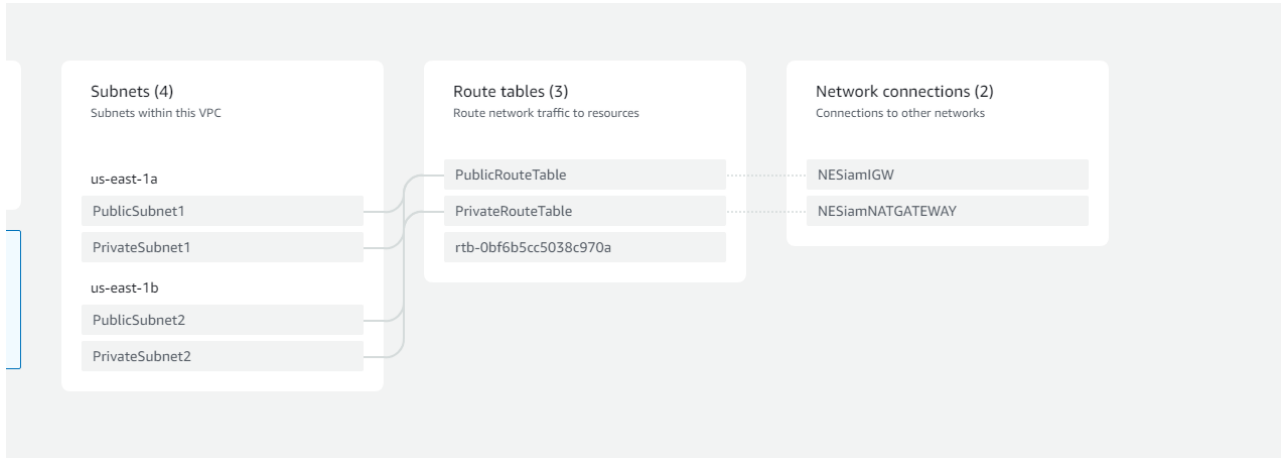 Subnets (4)
Subnets within this VPC
us-east-1a
PublicSubnet1
PrivateSubnet1
us-east-1b
PublicSubnet2
PrivateSubnet2
Route tables (3)
Route network traffic to resources
PublicRouteTable
PrivateRouteTable
rtb-0bf6b5cc5038c970a
Network connections (2)
Connections to other networks
NESiamIGW
NESiamNATGATEWAY